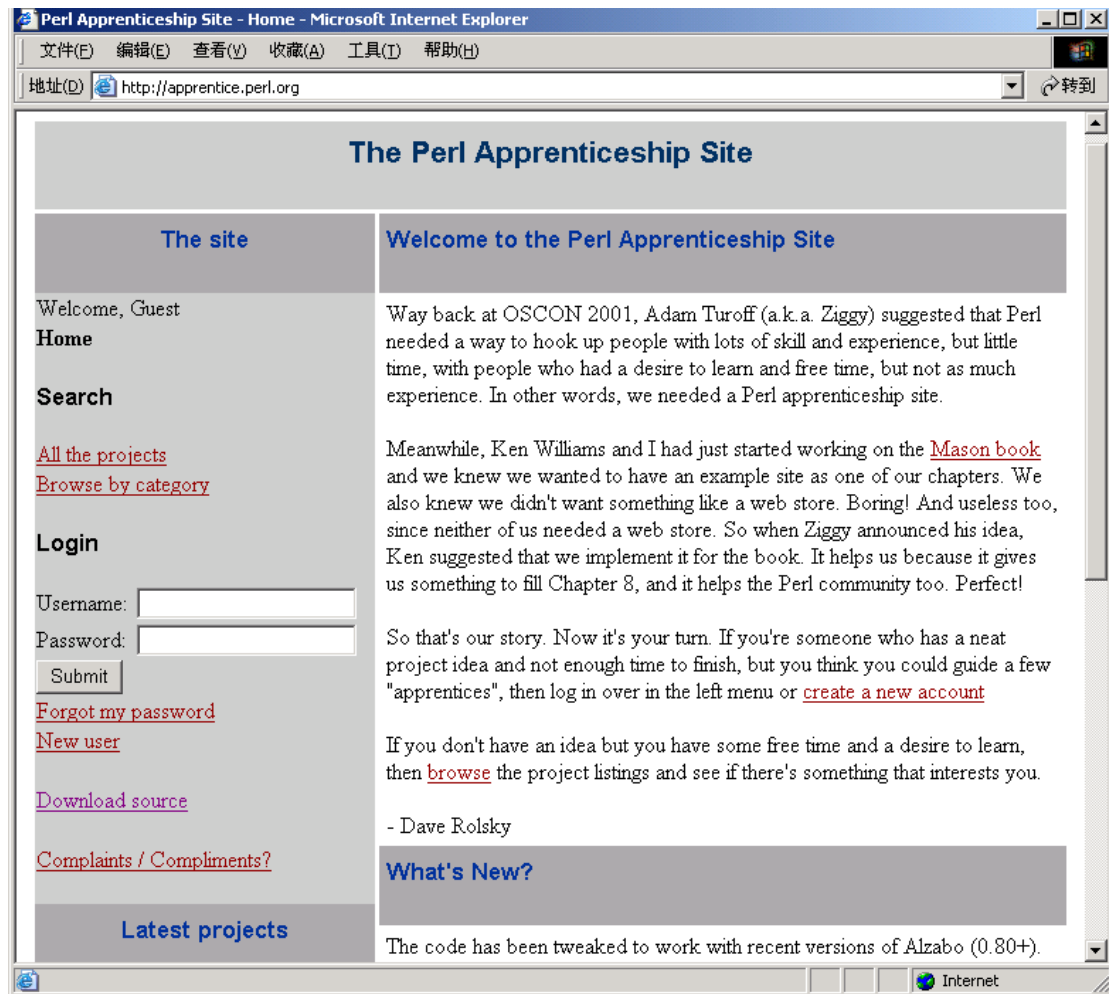 Perl Apprenticeship Site - Home - Microsoft Internet Explorer
文件(F) 编辑(E) 查看(V) 收藏(A) 工具(T) 帮助(H)
地址(D) http://apprentice.perl.org 转到
The Perl Apprenticeship Site
The site
Welcome, Guest
Home
Search
All the projects
Browse by category
Login
Username:
Password:
Submit
Forgot my password
New user
Download source
Complaints / Compliments?
Latest projects
Welcome to the Perl Apprenticeship Site
Way back at OSCON 2001, Adam Turoff (a.k.a. Ziggy) suggested that Perl
needed a way to hook up people with lots of skill and experience, but little
time, with people who had a desire to learn and free time, but not as much
experience. In other words, we needed a Perl apprenticeship site.
Meanwhile, Ken Williams and I had just started working on the Mason book
and we knew we wanted to have an example site as one of our chapters. We
also knew we didn't want something like a web store. Boring! And useless too,
since neither of us needed a web store. So when Ziggy announced his idea,
Ken suggested that we implement it for the book. It helps us because it gives
us something to fill Chapter 8, and it helps the Perl community too. Perfect!
So that's our story. Now it's your turn. If you're someone who has a neat
project idea and not enough time to finish, but you think you could guide a few
"apprentices", then log in over in the left menu or create a new account
If you don't have an idea but you have some free time and a desire to learn,
then browse the project listings and see if there's something that interests you.
- Dave Rolsky
What's New?
The code has been tweaked to work with recent versions of Alzabo (0.80+).
Internet